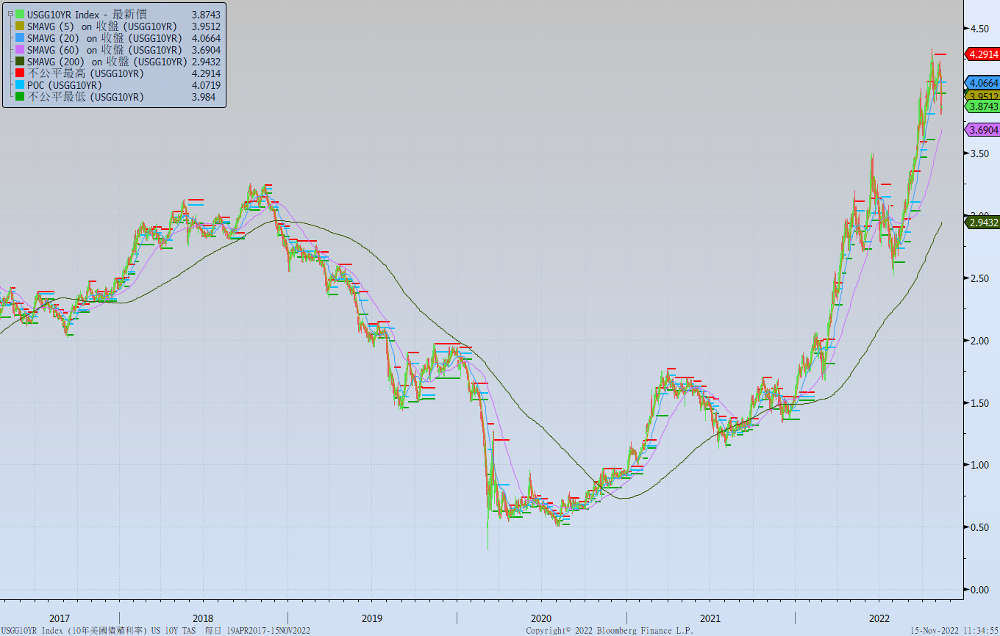 USGG10YR Index - 最新價 3.8743
SMAVG (5) on 收盤 (USGG10YR) 3.9512
SMAVG (20) on 收盤 (USGG10YR) 4.0664
SMAVG (60) on 收盤 (USGG10YR) 3.6904
SMAVG (200) on 收盤 (USGG10YR) 2.9432
不公平最高 (USGG10YR) 4.2914
POC (USGG10YR) 4.0719
不公平最低 (USGG10YR) 3.984
4.50
4.2914
4.0664
3.9512
3.8743
3.6904
3.50
3.00
2.9432
2.50
2.00
1.50
1.00
0.50
0.00
2017 2018 2019 2020 2021 2022
USGG10YR Index (10年美國債殖利率) US 10Y TAS 每日 19APR2017-15NOV2022 Copyright© 2022 Bloomberg Finance L.P. 15-Nov-2022 11:34:55